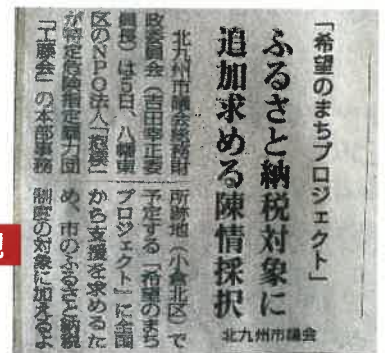 「希望のまちプロジェクト」
ふるさと納税対象に
追加求める陳情採択
北九州市議会
北九州市議会総務財
政委員会(吉田幸正委
員長)は5日、八幡東
区のNPO法人「抱樸」
が特定危険指定暴力団
「工藤会」の本部事務
所跡地(小倉北区)で
予定する「希望のまち
プロジェクト」に全国
から支援を求めるた
め、市のふるさと納税
制度の対象に加えるよ